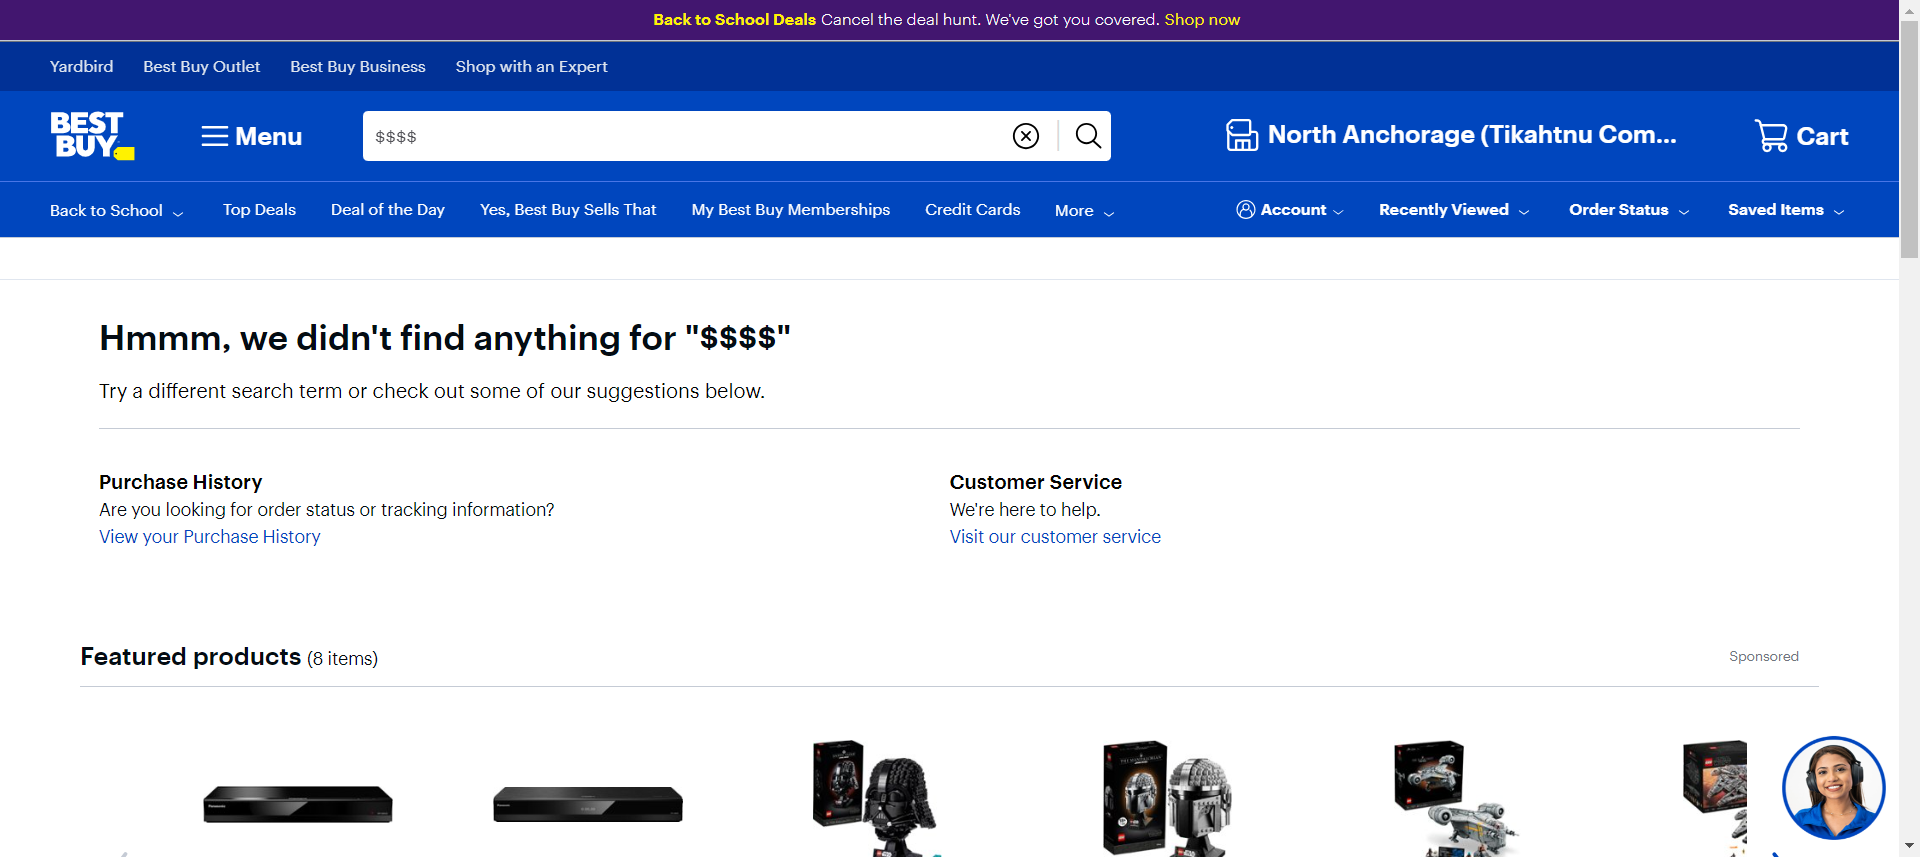 Back to School Deals Cancel the deal hunt. We've got you covered. Shop now
Yardbird Best Buy Outlet Best Buy Business Shop with an Expert
BEST BUY
Menu
$$$$
North Anchorage (Tikahtnu Com...
Cart
Back to School Top Deals Deal of the Day Yes, Best Buy Sells That My Best Buy Memberships Credit Cards More Account Recently Viewed Order Status Saved Items
Hmmm, we didn't find anything for "$$$$"
Try a different search term or check out some of our suggestions below.
Purchase History
Are you looking for order status or tracking information?
View your Purchase History
Customer Service
We're here to help.
Visit our customer service
Featured products (8 items)
Sponsored
Panasonic